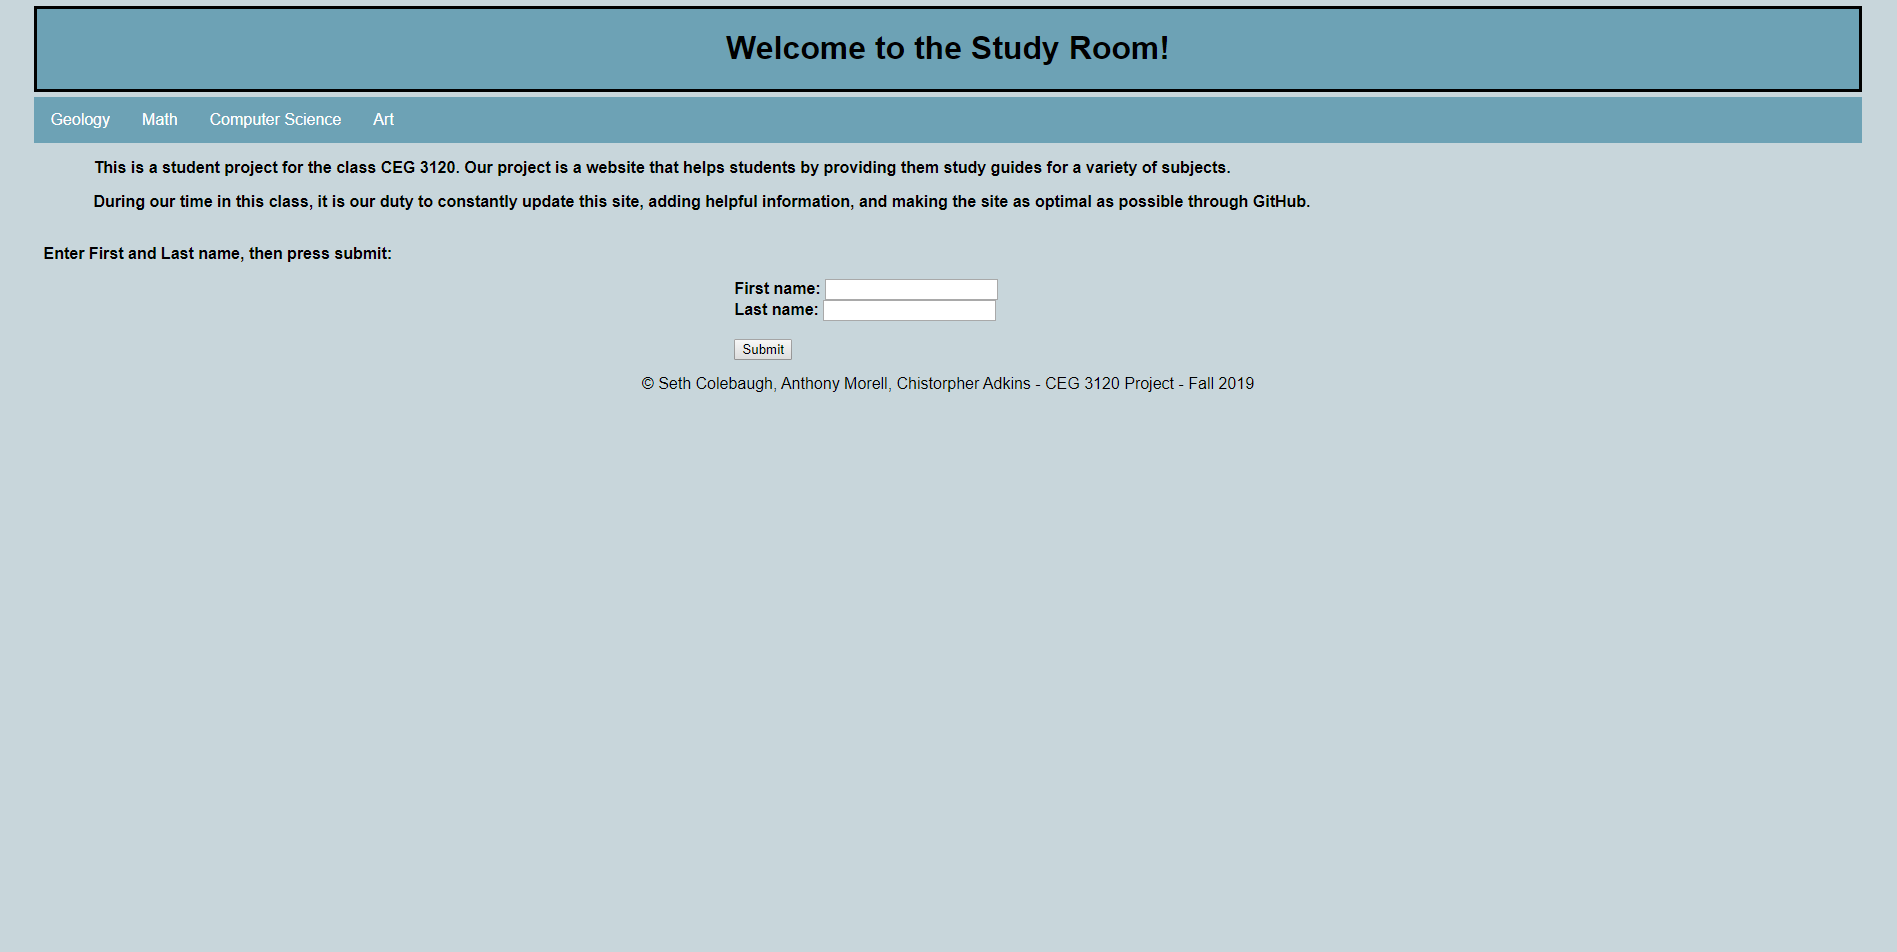 Welcome to the Study Room!
Geology Math Computer Science Art
This is a student project for the class CEG 3120. Our project is a website that helps students by providing them study guides for a variety of subjects.
During our time in this class, it is our duty to constantly update this site, adding helpful information, and making the site as optimal as possible through GitHub.
Enter First and Last name, then press submit:
First name:
Last name:
Submit
© Seth Colebaugh, Anthony Morell, Chistorpher Adkins - CEG 3120 Project - Fall 2019